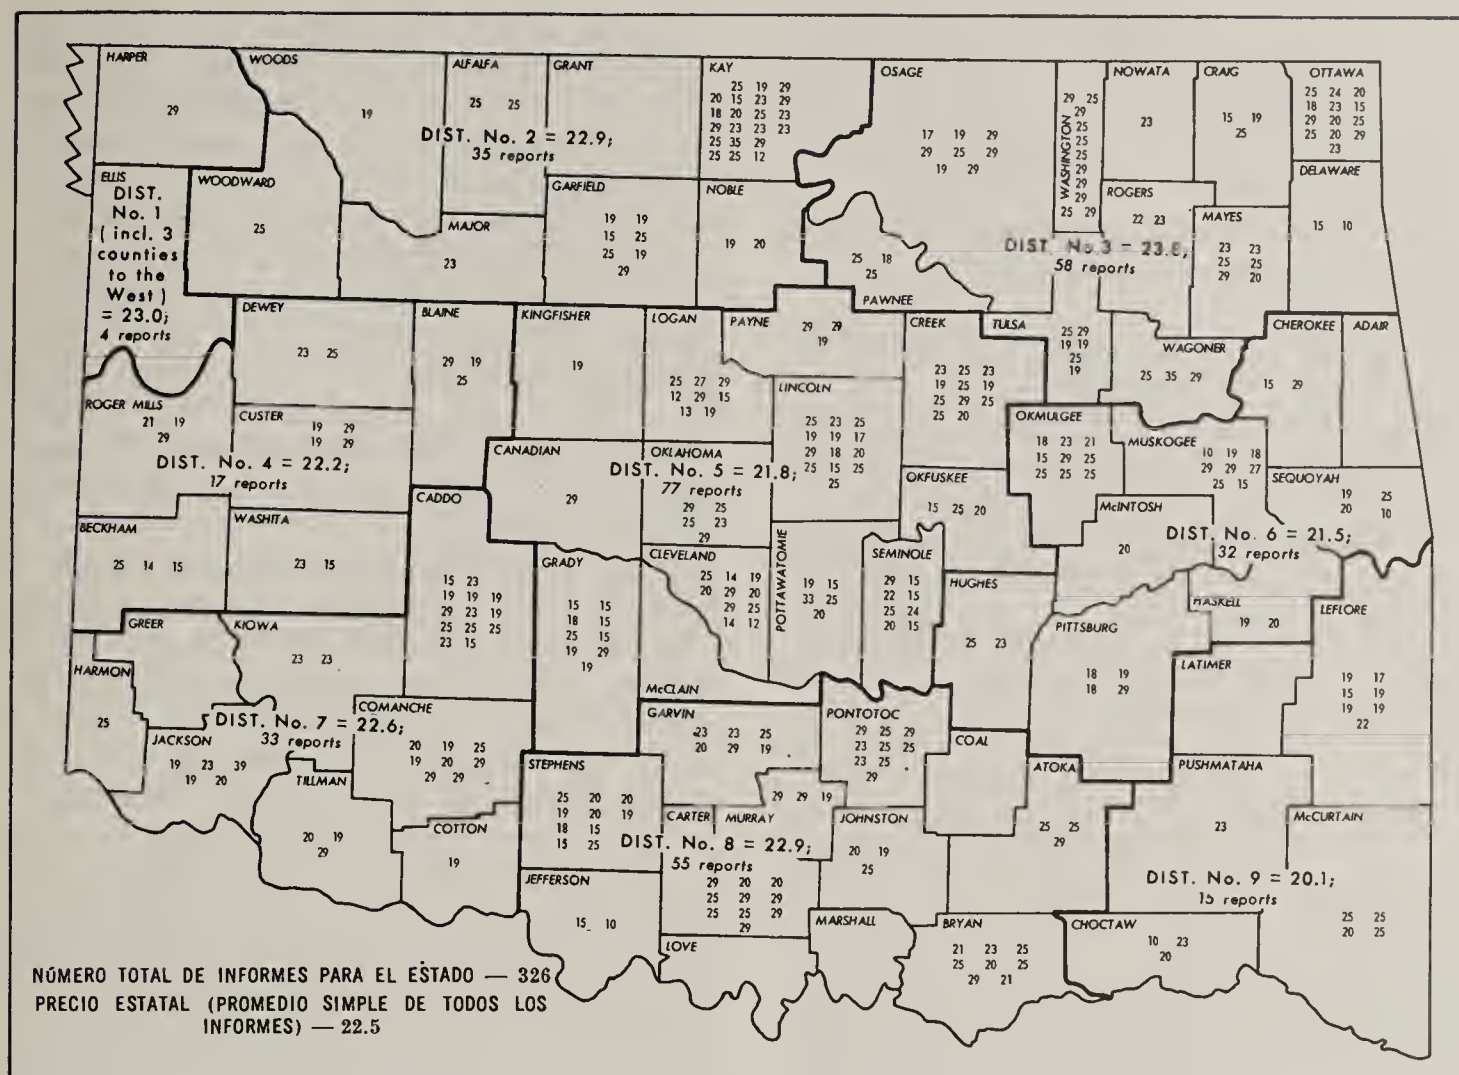 HARPER
29
WOODS
19
ALFALFA
25 25
GRANT
KAY
25 19 29
20 15 23 29
18 20 25 23
29 23 23 23
25 35 29
25 25 12
OSAGE
17 19 29
29 25 29
19 29
WASHINGTON
29 25
29
25
25
25
29
29
29
25 29
NOWATA
23
CRAIG
15 19
25
OTTAWA
25 24 20
18 23 15
29 20 25
25 20 29
23
DIST. No. 2 = 22.9;
35 reports
ELLIS
DIST.
No. 1
( incl. 3
counties
to the
West )
= 23.0;
4 reports
WOODWARD
25
MAJOR
23
GARFIELD
19 19
15 25
25 19
29
NOBLE
19 20
25 18
25
PAWNEE
ROGERS
22 23
MAYES
23 23
25 25
29 20
DELAWARE
15 10
DIST. No. 3 = 23.8;
58 reports
DEWEY
23 25
BLAINE
29 19
25
KINGFISHER
19
LOGAN
25 27 29
12 29 15
13 19
PAYNE
29 29
19
LINCOLN
25 23 25
19 19 17
29 18 20
25 15 25
25
CREEK
23 25 23
19 25 19
25 29 25
25 20
TULSA
25 29
19 19
25
19
WAGONER
25 35 29
CHEROKEE
15 29
ADAIR
ROGER MILLS
21 19
29
CUSTER
19 29
19 29
DIST. No. 4 = 22.2;
17 reports
CANADIAN
29
OKLAHOMA
DIST. No. 5 = 21.8;
77 reports
29 25
25 23
29
OKFUSKEE
15 25 20
OKMULGEE
18 23 21
15 29 25
25 25 25
MUSKOGEE
10 19 18
29 29 27
25 15
SEQUOYAH
19 25
20 10
BECKHAM
25 14 15
WASHITA
23 15
CADDO
15 23
19 19 19
29 23 19
25 25 25
23 15
GRADY
15 15
18 15
25 15
19 29
19
CLEVELAND
25 14 19
20 29 20
29 25
14 12
POTTAWATOMIE
19 15
33 25
20
SEMINOLE
29 15
22 15
25 24
20 15
HUGHES
25 23
McINTOSH
20
DIST. No. 6 = 21.5;
32 reports
HASKELL
19 20
LEFLORE
19 17
15 19
19 19
22
PITTSBURG
18 19
18 29
LATIMER
GREER
KIOWA
23 23
HARMON
25
JACKSON
19 23 39
19 20
DIST. No. 7 = 22.6;
33 reports
COMANCHE
20 19 25
19 20 29
29 29
TILLMAN
20 19
29
COTTON
19
McCLAIN
GARVIN
23 23 25
20 29 19
PONTOTOC
29 25 29
23 25 25
23 25
29
COAL
ATOKA
25 25
29
PUSHMATAHA
23
McCURTAIN
25 25
20 25
STEPHENS
25 20 20
19 20 19
18 15
15 25
CARTER
MURRAY
29 29 19
JOHNSTON
20 19
25
DIST. No. 8 = 22.9;
55 reports
29 20 20
25 29 29
25 25 29
29
DIST. No. 9 = 20.1;
15 reports
JEFFERSON
15 10
LOVE
MARSHALL
BRYAN
21 23 25
25 20 25
29 21
CHOCTAW
10 23
20
NÚMERO TOTAL DE INFORMES PARA EL ESTADO — 326
PRECIO ESTATAL (PROMEDIO SIMPLE DE TODOS LOS
INFORMES) — 22.5